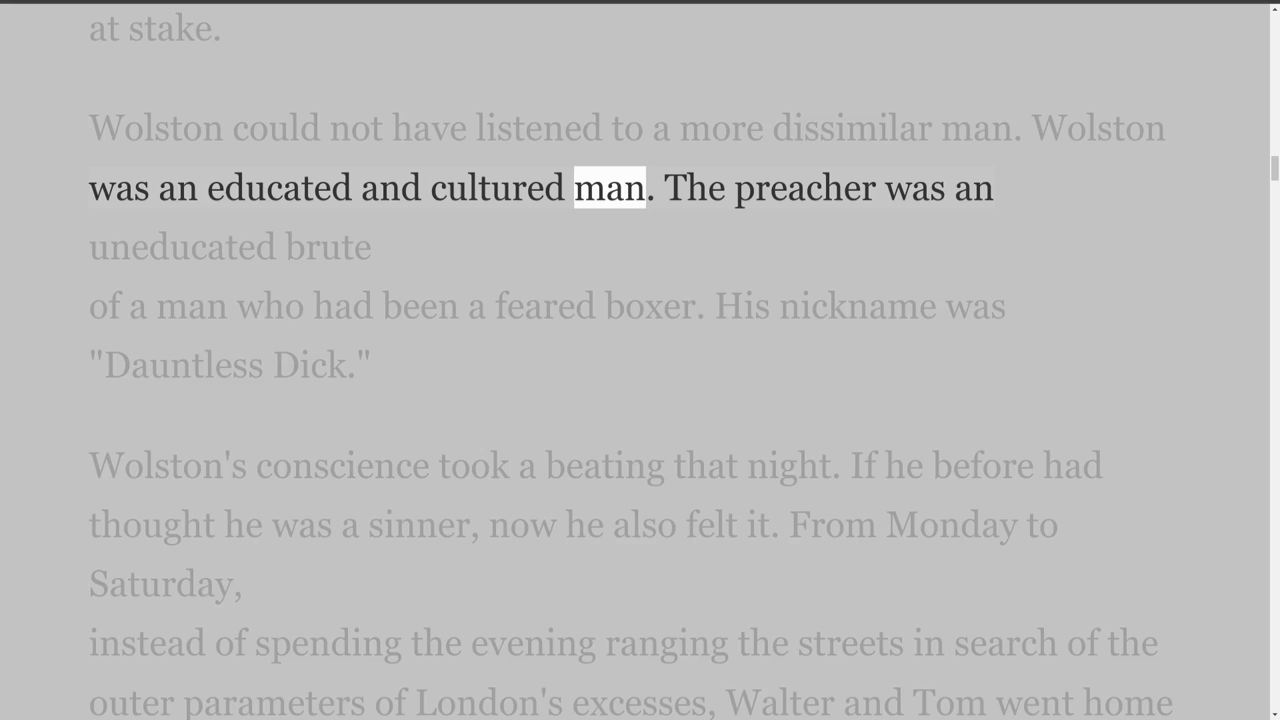 at stake.
Wolston could not have listened to a more dissimilar man. Wolston
was an educated and cultured man. The preacher was an
uneducated brute
of a man who had been a feared boxer. His nickname was
"Dauntless Dick."
Wolston's conscience took a beating that night. If he before had
thought he was a sinner, now he also felt it. From Monday to
Saturday,
instead of spending the evening ranging the streets in search of the
outer parameters of London's excesses, Walter and Tom went home